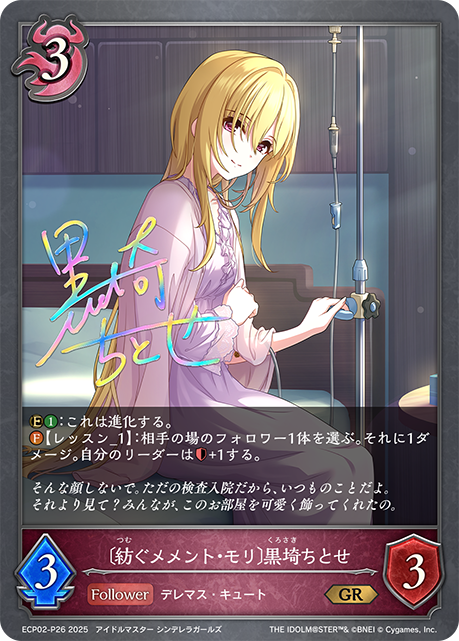 3
黒埼ちとせ
E 1：これは進化する。
F【レッスン_1】：相手の場のフォロワー1体を選ぶ。それに1ダ
メージ。自分のリーダーは+1する。
そんな顔しないで。ただの検査入院だから、いつものことだよ。
それより見て？みんなが、このお部屋を可愛く飾ってくれたの。
つむ くろさき
〔紡ぐメメント・モリ〕黒埼ちとせ
3
Follower デレマス・キュート
GR
3
ECP02-P26 2025 アイドルマスター シンデレラガールズ
THE IDOLM@STER™& ©BNEI © Cygames, Inc.